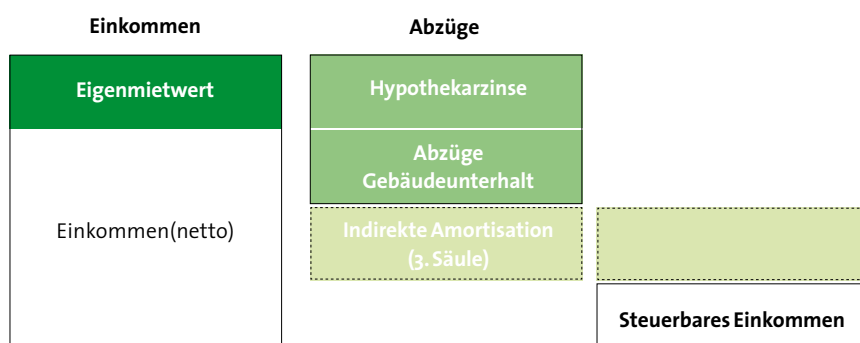 Einkommen
Abzüge
Eigenmietwert
Hypothekarzinse
Abzüge
Gebäudeunterhalt
Einkommen(netto)
Indirekte Amortisation
(3. Säule)
Steuerbares Einkommen